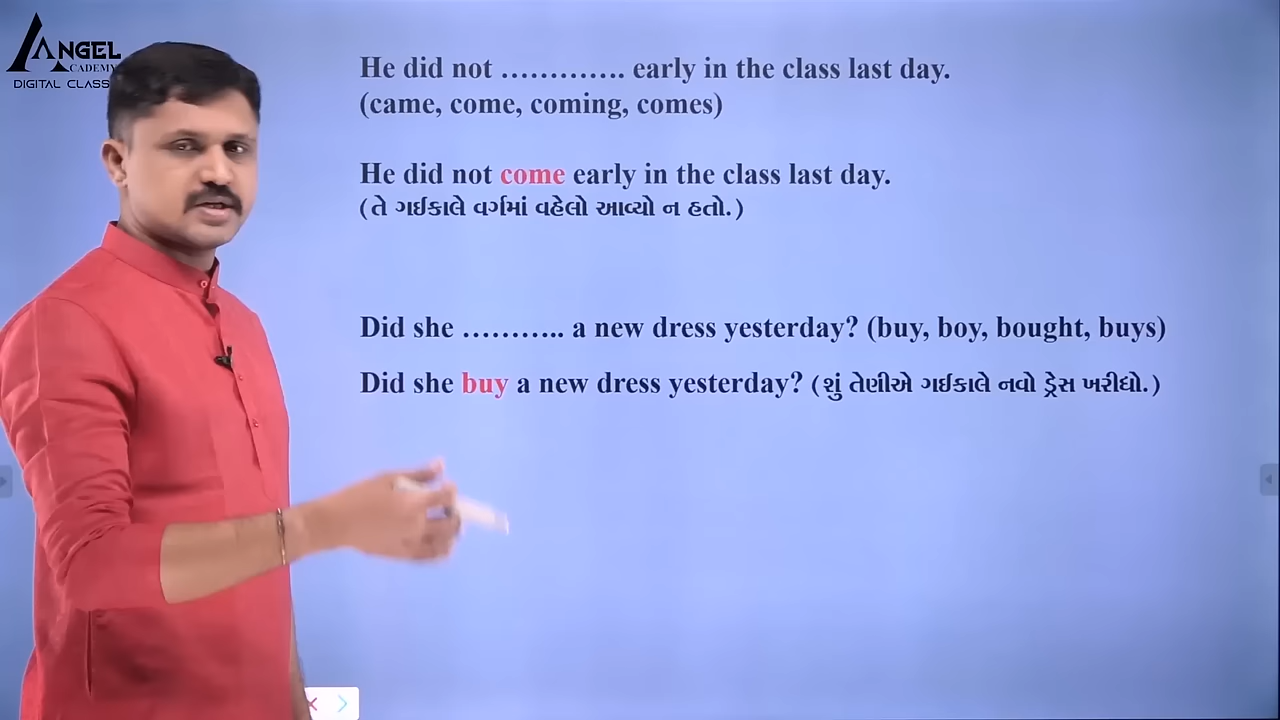 ANGEL
ACADEMY
DIGITAL CLASS
He did not …………. early in the class last day.
(came, come, coming, comes)
He did not come early in the class last day.
(તે ગઈકાલે વર્ગમાં વહેલો આવ્યો ન હતો.)
Did she ……….. a new dress yesterday? (buy, boy, bought, buys)
Did she buy a new dress yesterday? (શું તેણીએ ગઈકાલે નવો ડ્રેસ ખરીધો.)